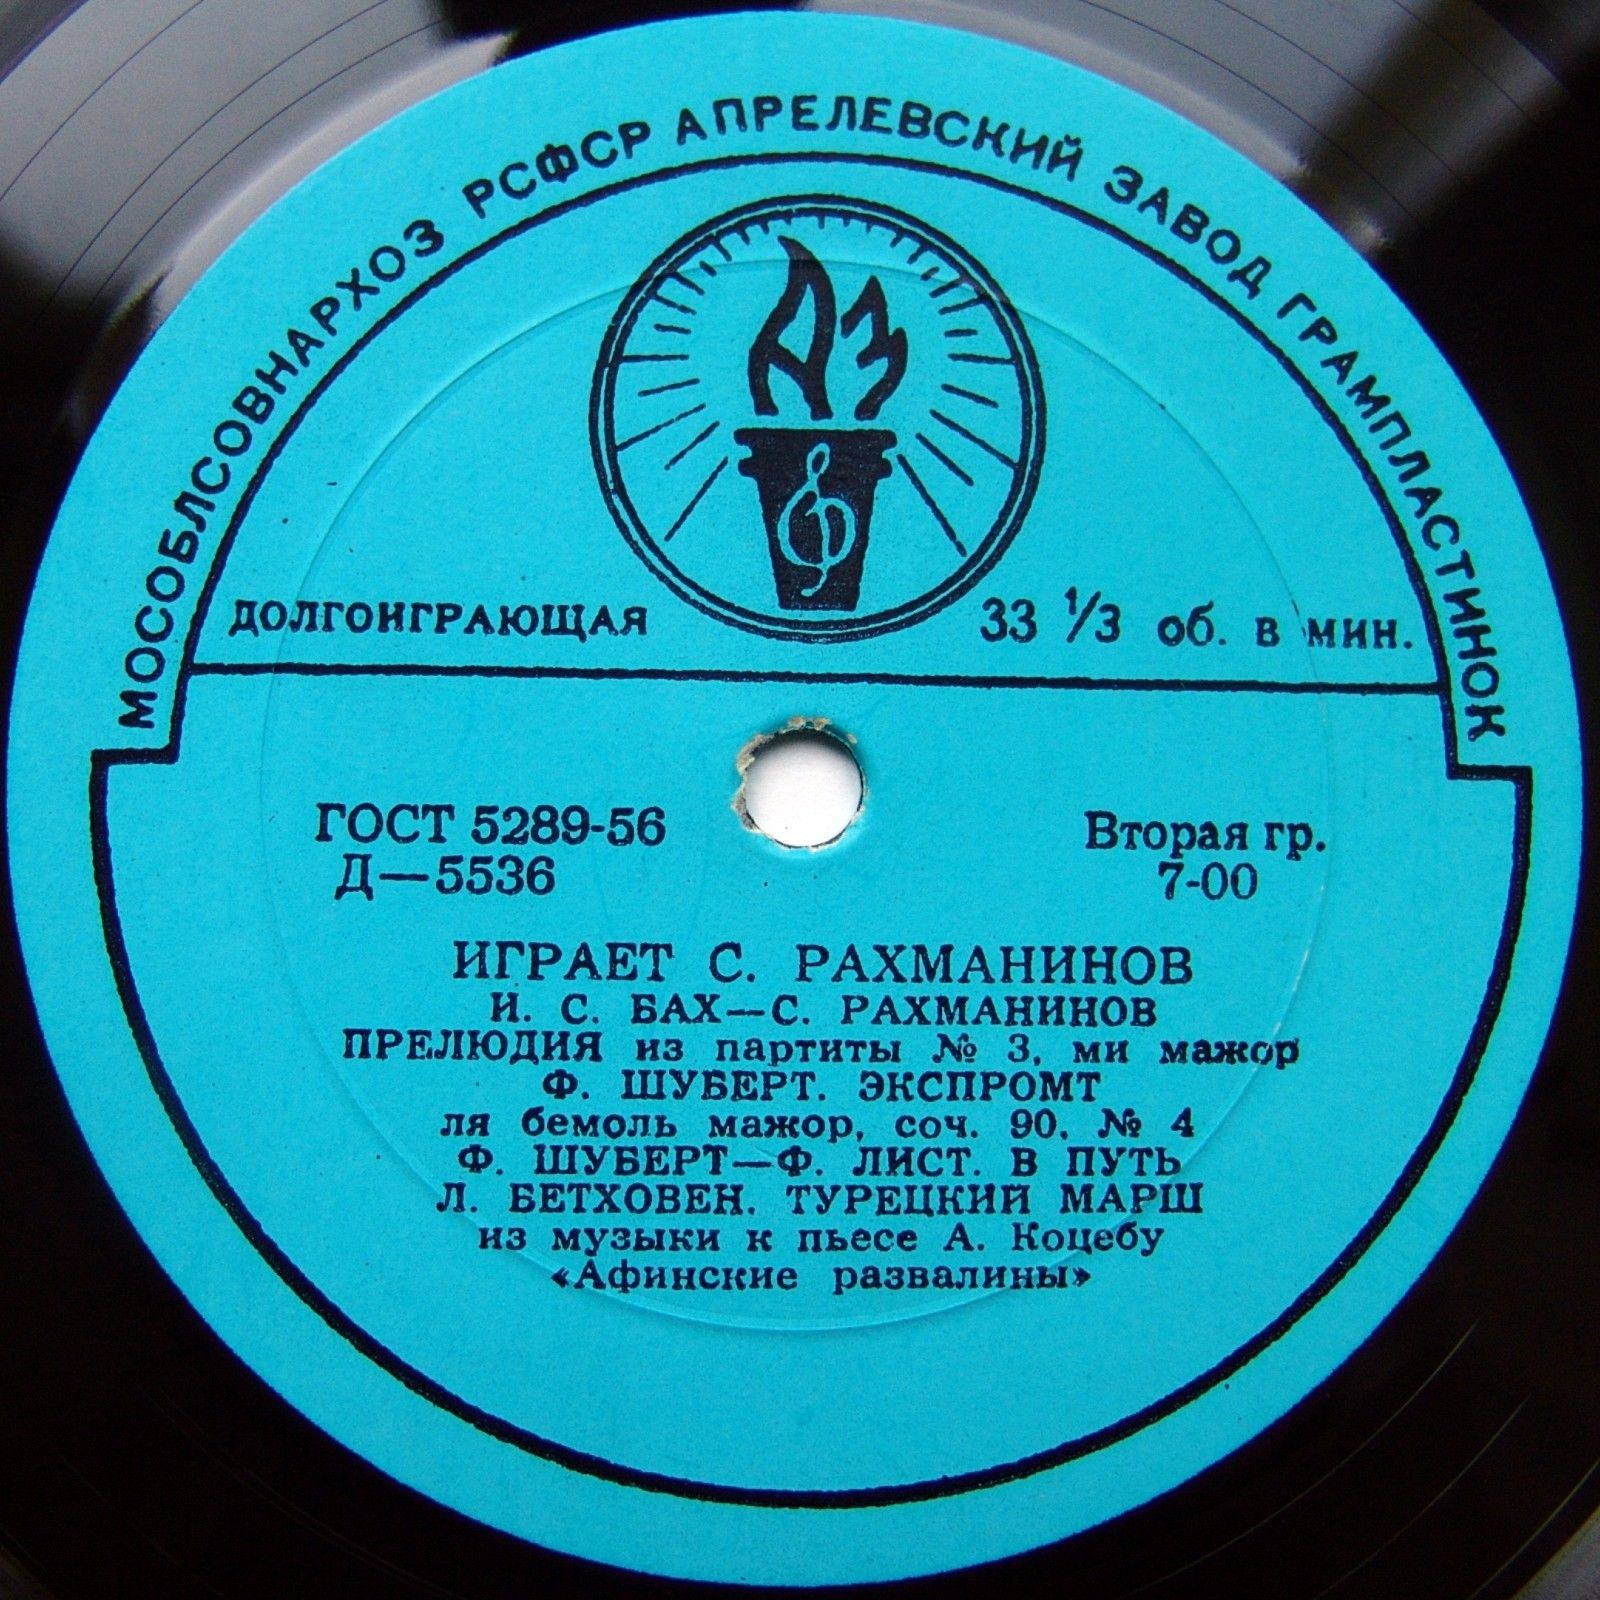 МОСОБЛСОВНАРХОЗ РСФСР АПРЕЛЕВСКИЙ ЗАВОД ГРАМПЛАСТИНОК
АЗ
ДОЛГОИГРАЮЩАЯ 33 1/3 об. в мин.
ГОСТ 5289-56 Вторая гр.
Д—5536 7-00
ИГРАЕТ С. РАХМАНИНОВ
И. С. БАХ—С. РАХМАНИНОВ
ПРЕЛЮДИЯ из партиты № 3, ми мажор
Ф. ШУБЕРТ. ЭКСПРОМТ
ля бемоль мажор, соч. 90, № 4
Ф. ШУБЕРТ—Ф. ЛИСТ. В ПУТЬ
Л. БЕТХОВЕН. ТУРЕЦКИЙ МАРШ
из музыки к пьесе А. Коцебу
«Афинские развалины»